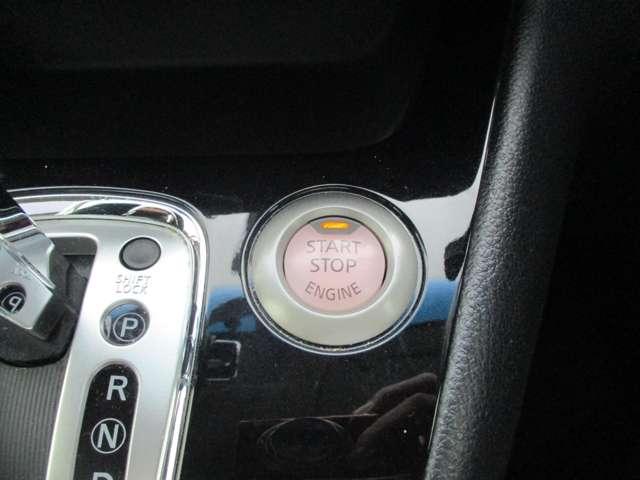 START
STOP
ENGINE
SHIFT
LOCK
P
R
N
D